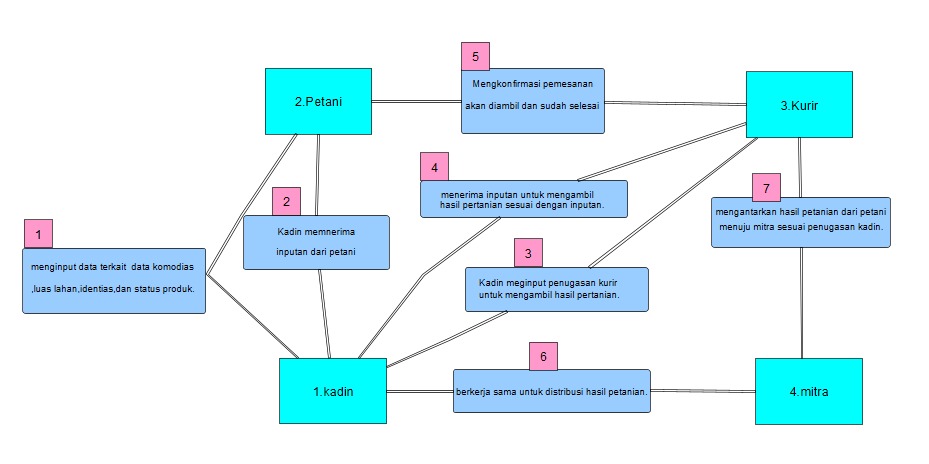 5
Mengkonfirmasi pemesanan
akan diambil dan sudah selesai
2.Petani
3.Kurir
4
menerima inputan untuk mengambil
hasil pertanian sesuai dengan inputan.
7
mengantarkan hasil petanian dari petani
menuju mitra sesuai penugasan kadin.
2
Kadin memnerima
inputan dari petani
1
menginput data terkait data komodias
,luas lahan,identias,dan status produk.
3
Kadin meginput penugasan kurir
untuk mengambil hasil pertanian.
6
berkerja sama untuk distribusi hasil petanian.
1.kadin
4.mitra